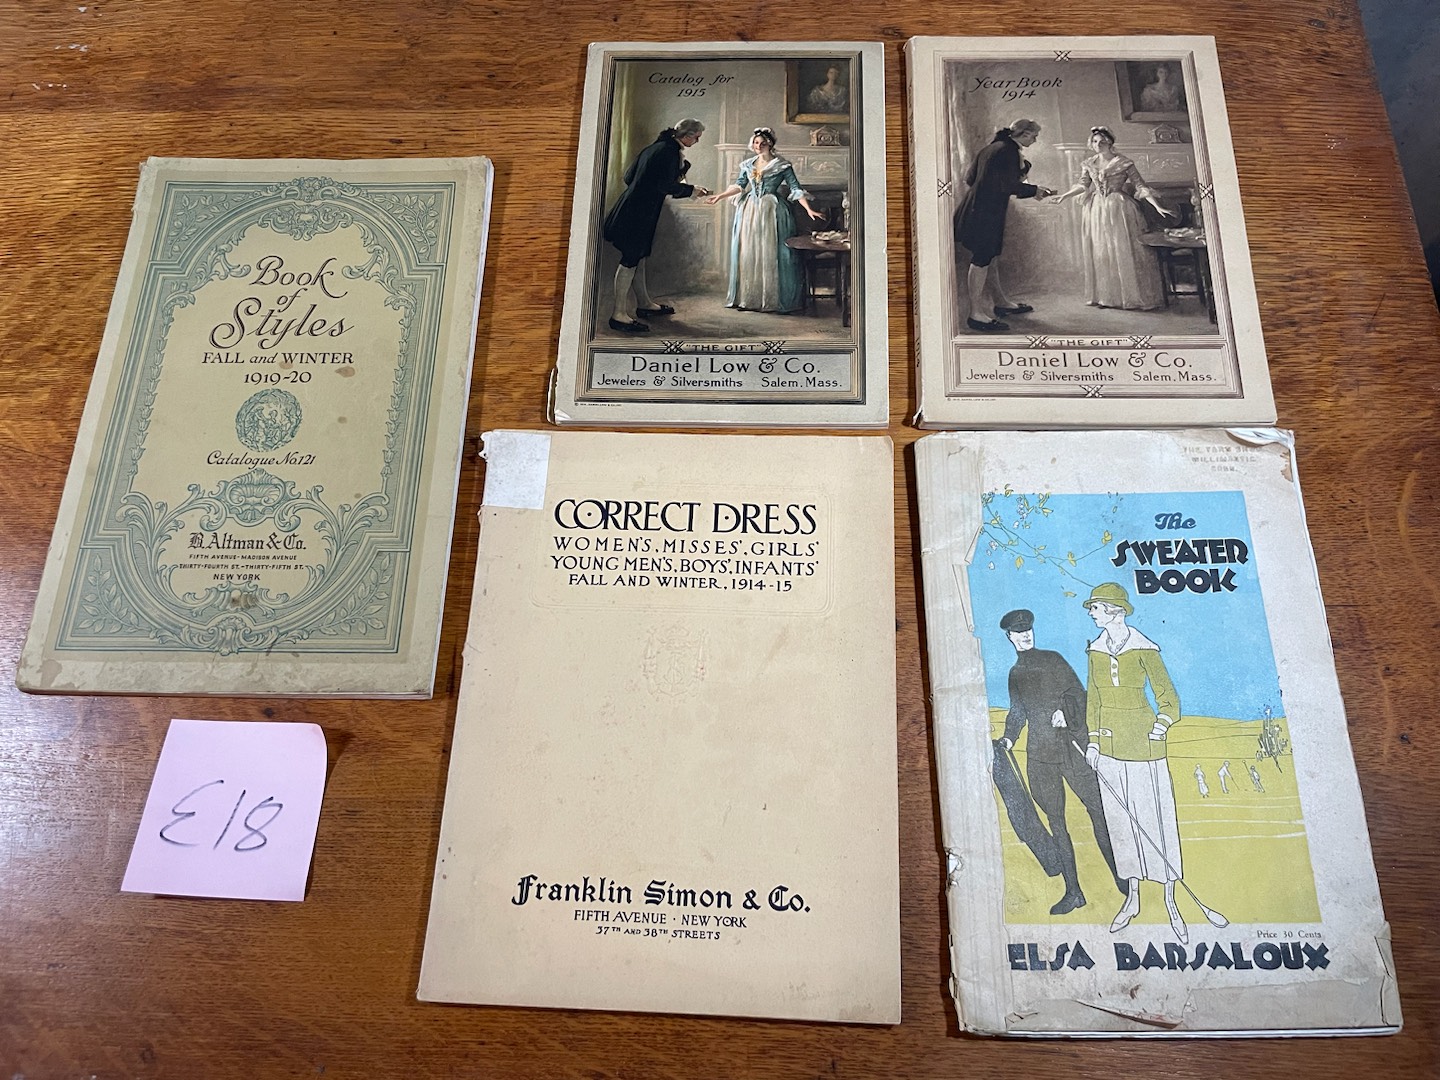 Book
of
Styles
FALL and WINTER
1919-20
Catalogue No. 121
B. Altman & Co.
FIFTH AVENUE - MADISON AVENUE
THIRTY-FOURTH ST. - THIRTY-FIFTH ST.
NEW YORK
Catalog for
1915
"THE GIFT"
Daniel Low & Co.
Jewelers & Silversmiths Salem, Mass.
Year Book
1914
"THE GIFT"
Daniel Low & Co.
Jewelers & Silversmiths Salem, Mass.
CORRECT DRESS
WOMEN'S, MISSES', GIRLS'
YOUNG MEN'S, BOYS', INFANTS'
FALL AND WINTER, 1914-15
Franklin Simon & Co.
FIFTH AVENUE · NEW YORK
37TH AND 38TH STREETS
WILLIMANTIC
CONN.
The
SWEATER
BOOK
Price 30 Cents
ELSA BARSALOUX
E18